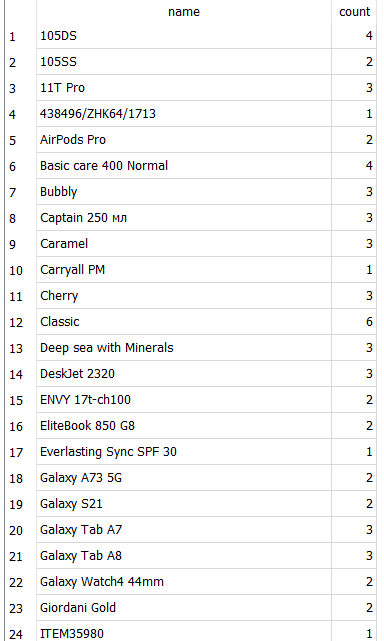 name count
1 105DS 4
2 105SS 2
3 11T Pro 3
4 438496/ZHK64/1713 1
5 AirPods Pro 2
6 Basic care 400 Normal 4
7 Bubbly 3
8 Captain 250 мл 3
9 Caramel 3
10 Carryall PM 1
11 Cherry 3
12 Classic 6
13 Deep sea with Minerals 3
14 DeskJet 2320 3
15 ENVY 17t-ch100 2
16 EliteBook 850 G8 2
17 Everlasting Sync SPF 30 1
18 Galaxy A73 5G 2
19 Galaxy S21 2
20 Galaxy Tab A7 3
21 Galaxy Tab A8 3
22 Galaxy Watch4 44mm 2
23 Giordani Gold 2
24 ITEM35980 1